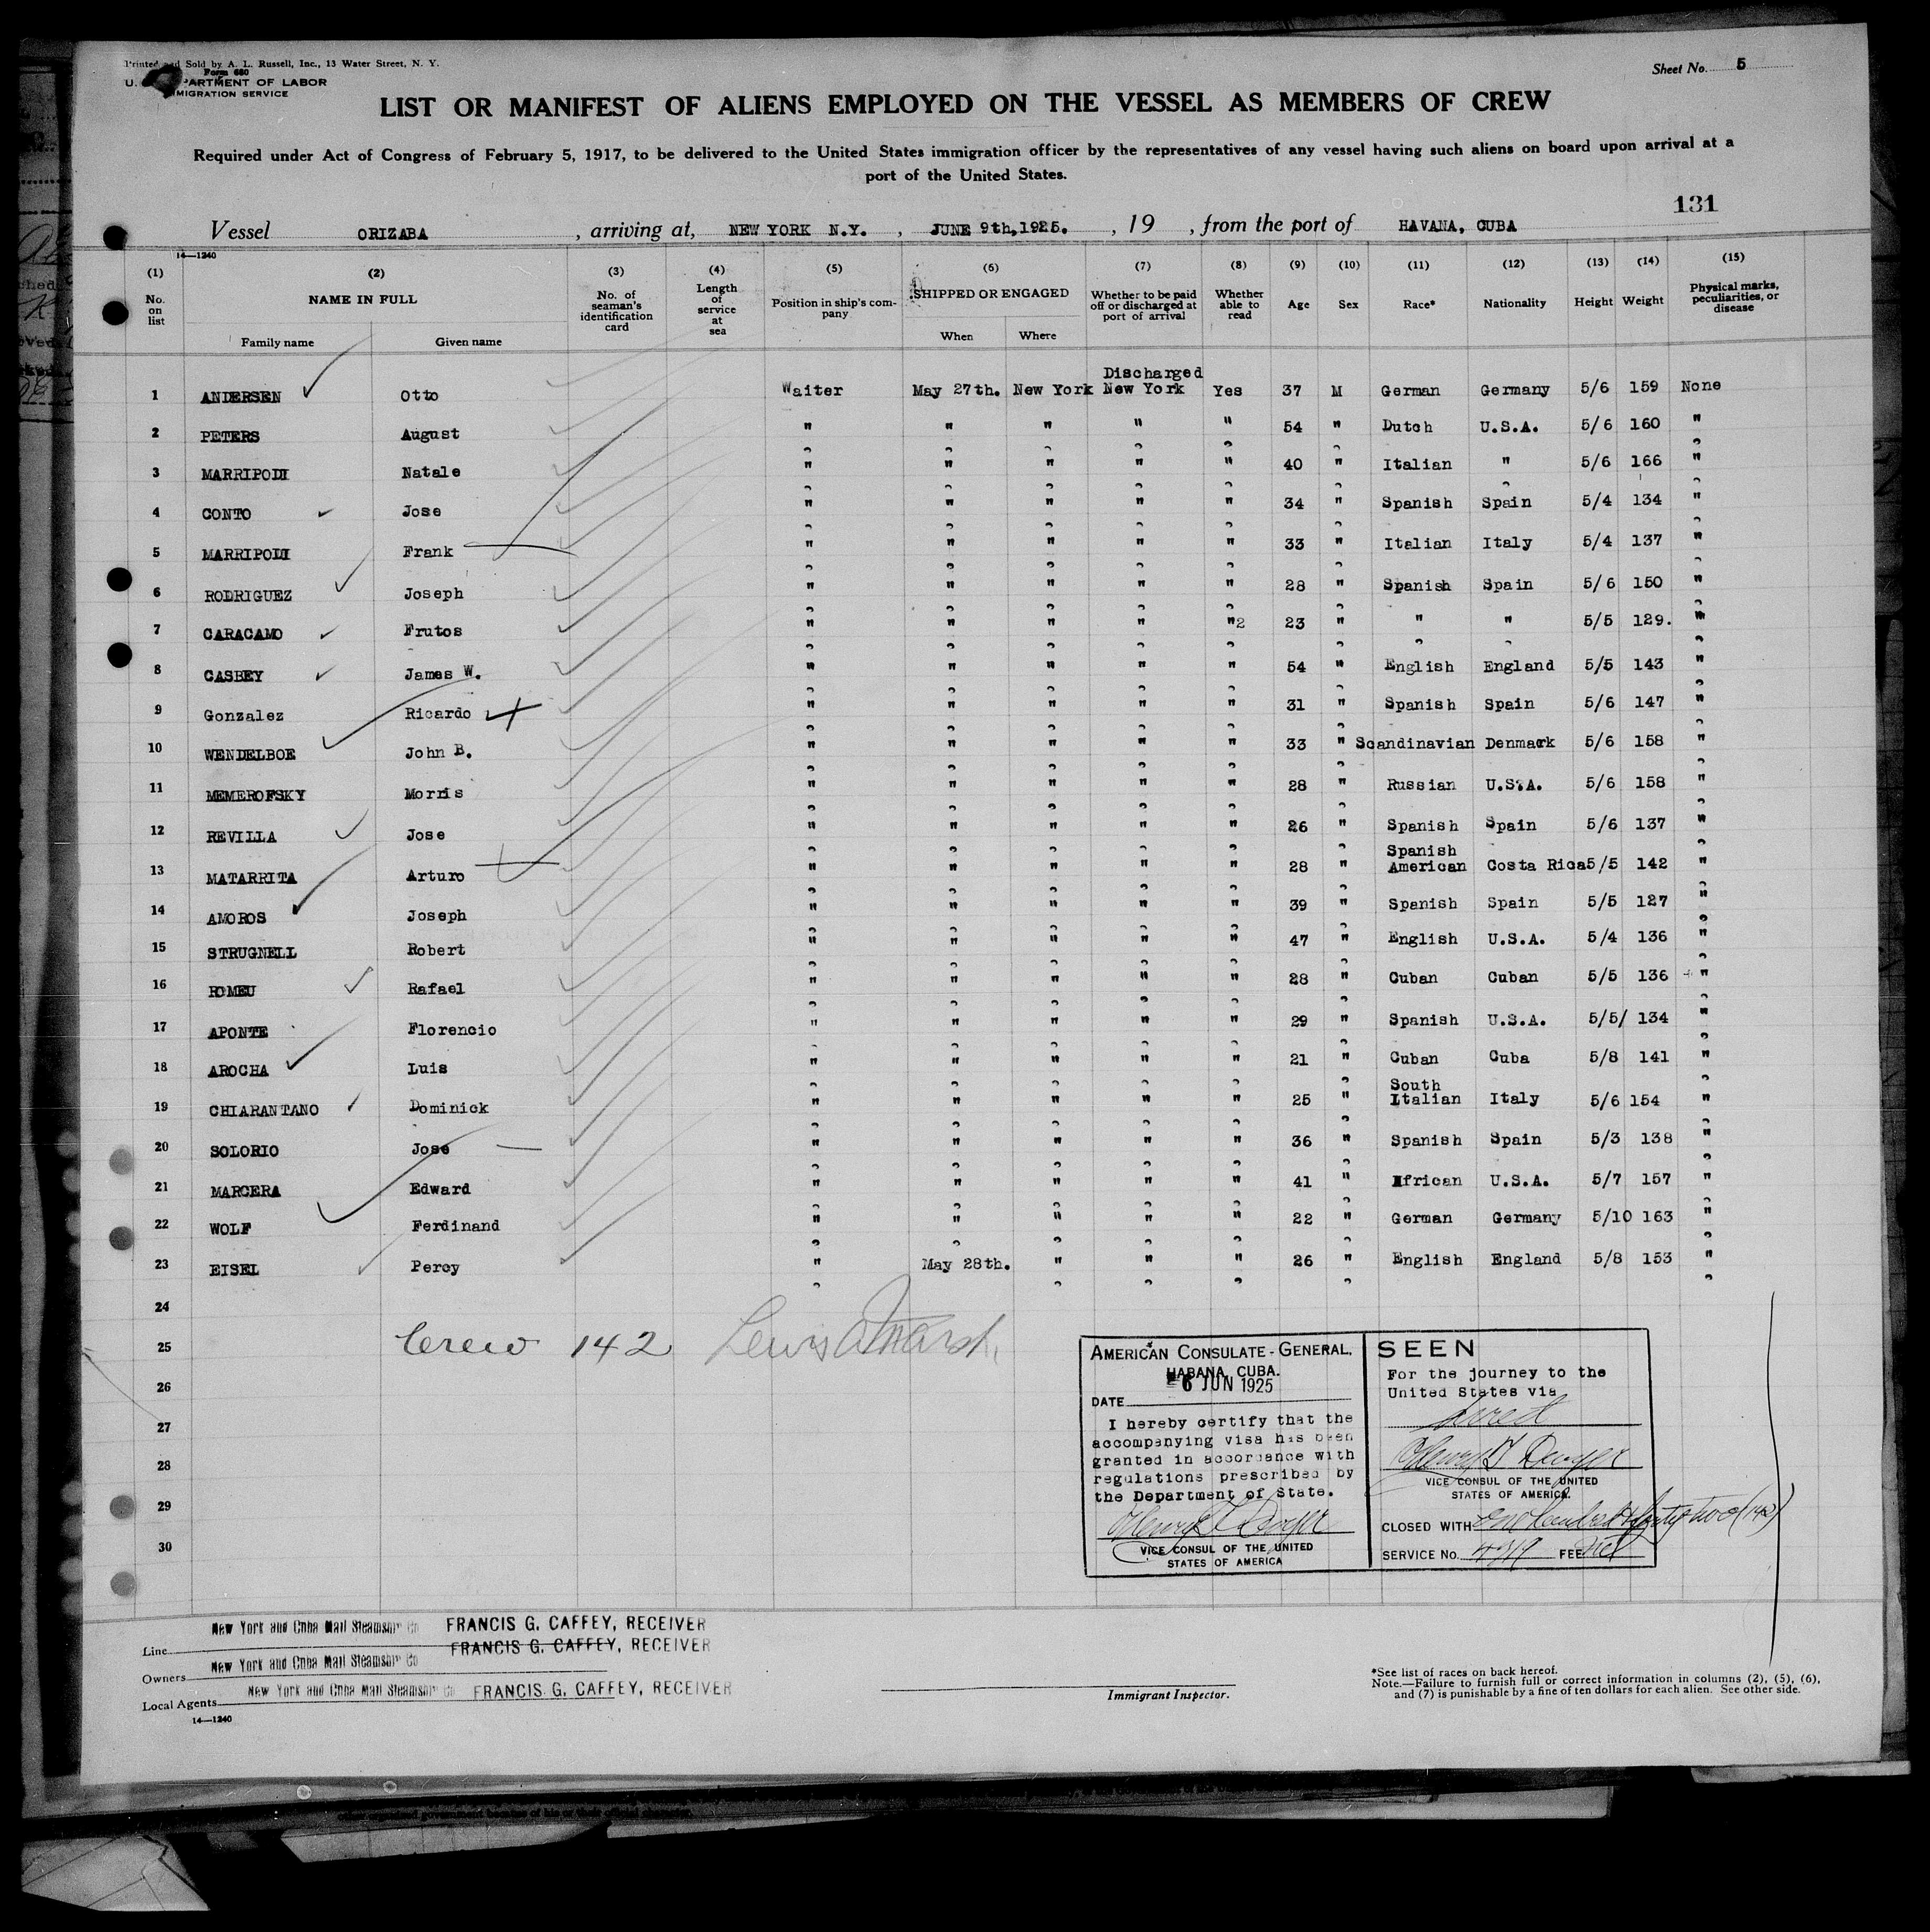 Printed and Sold by A. L. Russell, Inc., 13 Water Street, N. Y.
Form 680
U. DEPARTMENT OF LABOR
IMMIGRATION SERVICE
Sheet No. 5
LIST OR MANIFEST OF ALIENS EMPLOYED ON THE VESSEL AS MEMBERS OF CREW
Required under Act of Congress of February 5, 1917, to be delivered to the United States immigration officer by the representatives of any vessel having such aliens on board upon arrival at a
port of the United States.
131
Vessel ORIZABA , arriving at, NEW YORK N.Y. , JUNE 9th,1925. , 19 , from the port of HAVANA, CUBA
14—1240
(1) (2) (3) (4) (5) (6) (7) (8) (9) (10) (11) (12) (13) (14) (15)
No. on list NAME IN FULL No. of seaman's identification card Length of service at sea Position in ship's company SHIPPED OR ENGAGED Whether to be paid off or discharged at port of arrival Whether able to read Age Sex Race* Nationality Height Weight Physical marks, peculiarities, or disease
Family name Given name When Where
Discharged
1 ANDERSEN Otto Waiter May 27th. New York New York Yes 37 M German Germany 5/6 159 None
2 PETERS August " " " " " 54 " Dutch U.S.A. 5/6 160 "
3 MARRIPODI Natale " " " " " 40 " Italian " 5/6 166 "
4 CONTO Jose " " " " " 34 " Spanish Spain 5/4 134 "
5 MARRIPODI Frank " " " " " 33 " Italian Italy 5/4 137 "
6 RODRIGUEZ Joseph " " " " " 28 " Spanish Spain 5/6 150 "
7 CARACAMO Frutos " " " " "2 23 " " " 5/5 129. "
8 CASBEY James W. " " " " " 54 " English England 5/5 143 "
9 Gonzalez Ricardo " " " " " 31 " Spanish Spain 5/6 147 "
10 WENDELBOE John B. " " " " " 33 " Scandinavian Denmark 5/6 158 "
11 MEMEROFSKY Morris " " " " " 28 " Russian U.S.A. 5/6 158 "
12 REVILLA Jose " " " " " 26 " Spanish Spain 5/6 137 "
Spanish
13 MATARRITA Arturo " " " " " 28 " American Costa Rica 5/5 142 "
14 AMOROS Joseph " " " " " 39 " Spanish Spain 5/5 127 "
15 STRUGNELL Robert " " " " " 47 " English U.S.A. 5/4 136 "
16 ROMEU Rafael " " " " " 28 " Cuban Cuban 5/5 136 "
17 APONTE Florencio " " " " " 29 " Spanish U.S.A. 5/5/ 134 "
18 AROCHA Luis " " " " " 21 " Cuban Cuba 5/8 141 "
South
19 CHIARANTANO Dominick " " " " " 25 " Italian Italy 5/6 154 "
20 SOLORIO Jose " " " " " 36 " Spanish Spain 5/3 138 "
21 MARCERA Edward " " " " " 41 " African U.S.A. 5/7 157 "
22 WOLF Ferdinand " " " " " 22 " German Germany 5/10 163 "
23 EISEL Percy " May 28th. " " " 26 " English England 5/8 153 "
24
25 Crew 142 Lewis A Marsh
26
27
28
29
30
AMERICAN CONSULATE-GENERAL,
HABANA, CUBA.
6 JUN 1925
DATE
I hereby certify that the
accompanying visa has been
granted in accordance with
regulations prescribed by
the Department of State.
VICE CONSUL OF THE UNITED
STATES OF AMERICA
SEEN
For the journey to the
United States via
direct
VICE CONSUL OF THE UNITED
STATES OF AMERICA.
CLOSED WITH One hundred & forty two (142)
SERVICE No. FEE
Line New York and Cuba Mail Steamship Co FRANCIS G. CAFFEY, RECEIVER
FRANCIS G. CAFFEY, RECEIVER
Owners New York and Cuba Mail Steamship Co
Local Agents New York and Cuba Mail Steamship Co FRANCIS G. CAFFEY, RECEIVER
14—1240
Immigrant Inspector.
*See list of races on back hereof.
Note.—Failure to furnish full or correct information in columns (2), (5), (6),
and (7) is punishable by a fine of ten dollars for each alien. See other side.